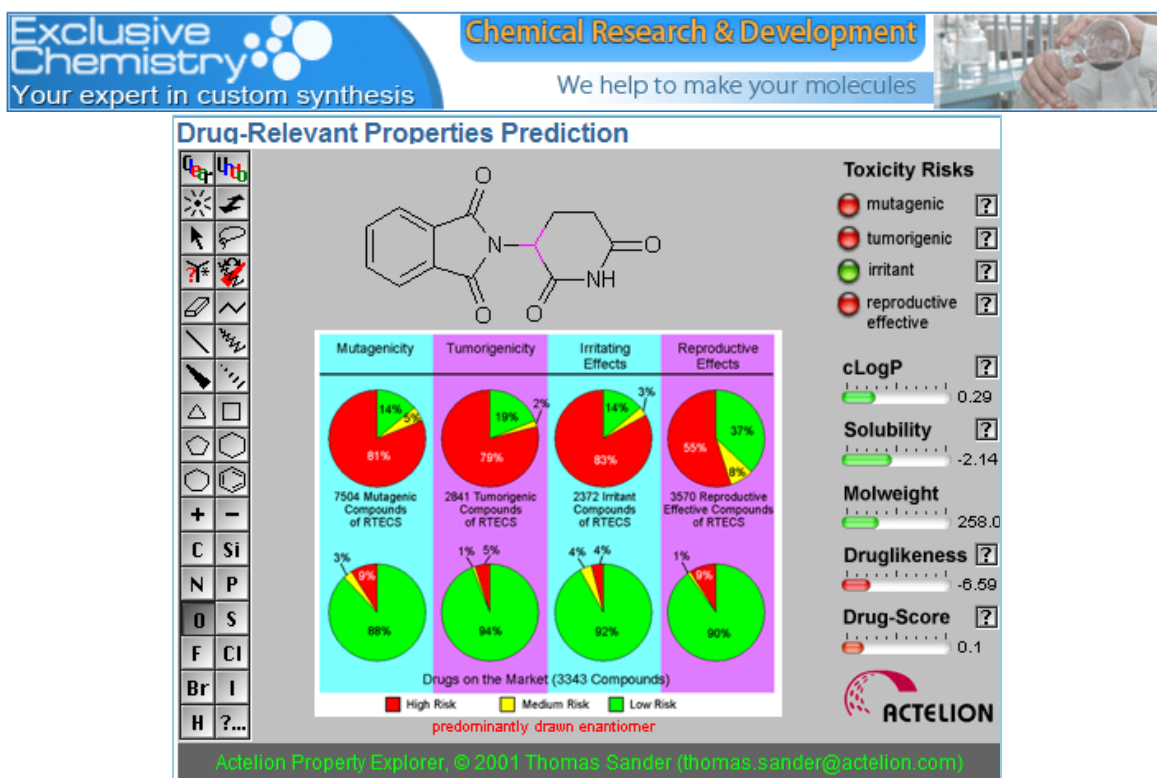 Exclusive
Chemistry
Your expert in custom synthesis
Chemical Research & Development
We help to make your molecules
Drug-Relevant Properties Prediction
Clear Undo
?
*
+ -
C Si
N P
O S
F Cl
Br I
H ?...
O
N
O
O
NH
O
Mutagenicity
Tumorigenicity
Irritating
Effects
Reproductive
Effects
14%
5%
81%
19%
2%
79%
14%
3%
83%
37%
55%
8%
7504 Mutagenic
Compounds
of RTECS
2841 Tumorigenic
Compounds
of RTECS
2372 Irritant
Compounds
of RTECS
3570 Reproductive
Effective Compounds
of RTECS
3%
9%
88%
1%
5%
94%
4%
4%
92%
1%
9%
90%
Drugs on the Market (3343 Compounds)
High Risk
Medium Risk
Low Risk
predominantly drawn enantiomer
Toxicity Risks
mutagenic ?
tumorigenic ?
irritant ?
reproductive ?
effective
cLogP ?
0.29
Solubility ?
-2.14
Molweight
258.0
Druglikeness ?
-6.59
Drug-Score ?
0.1
ACTELION
Actelion Property Explorer, © 2001 Thomas Sander (thomas.sander@actelion.com)